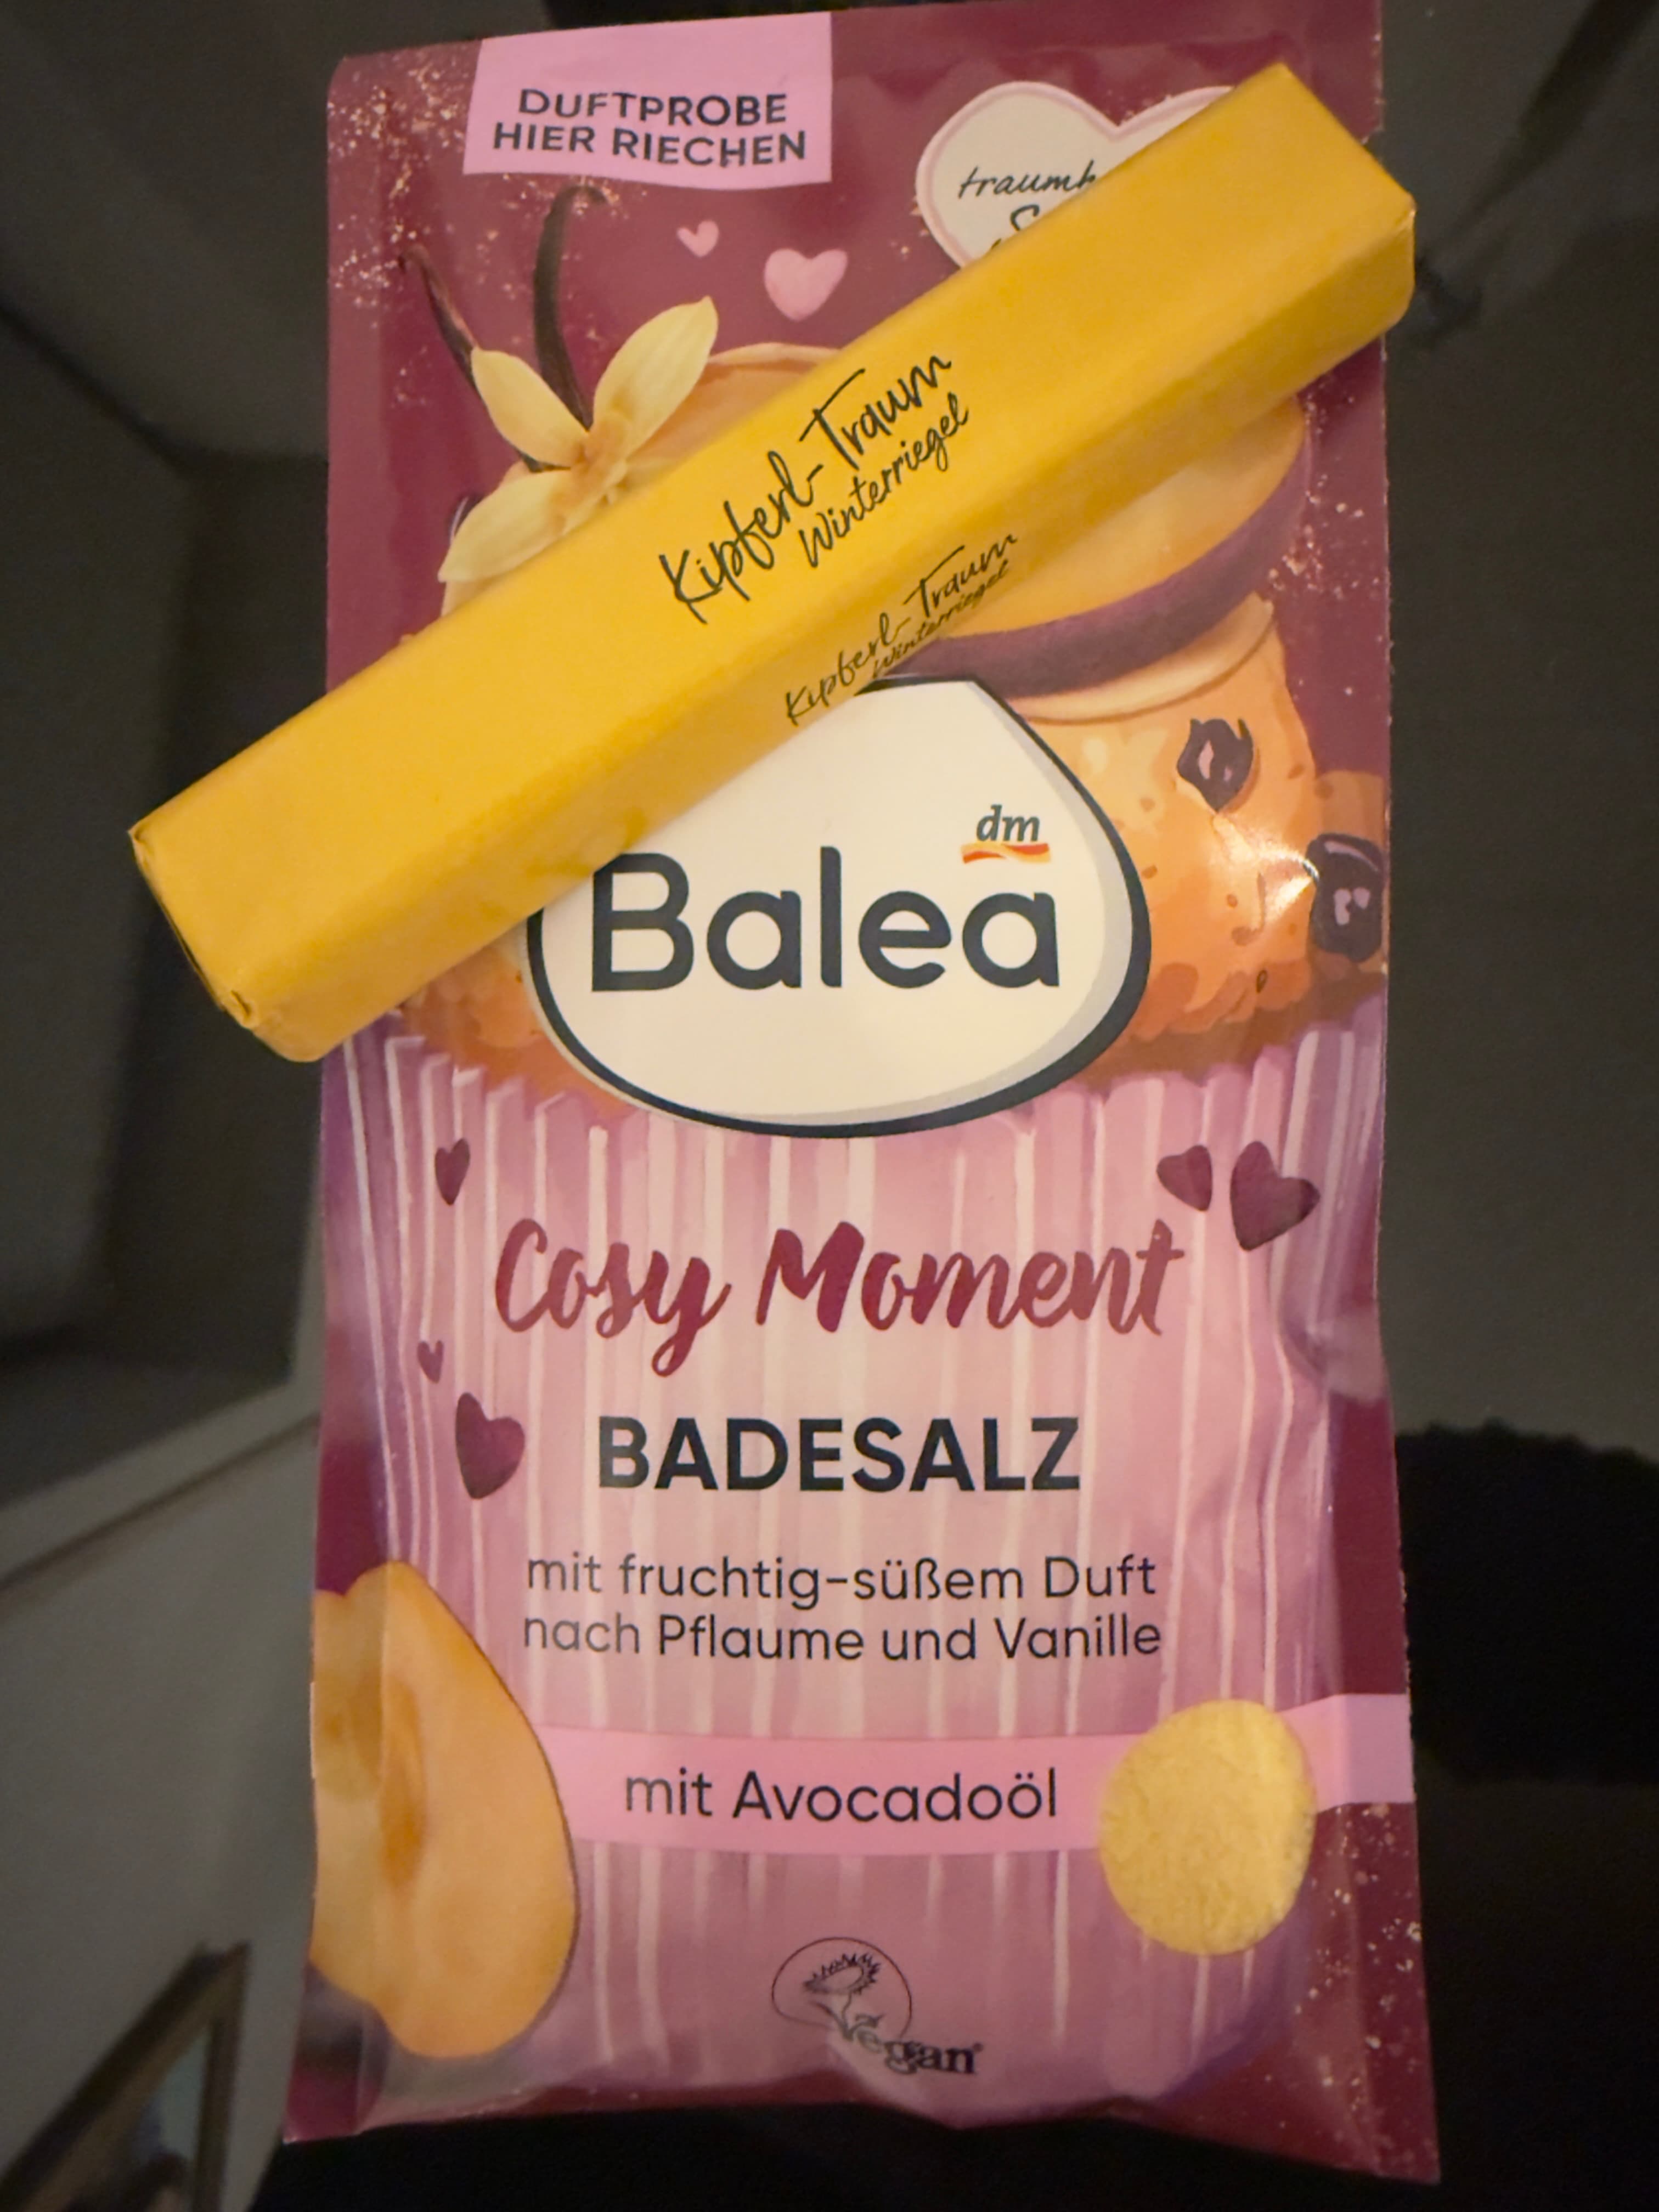 DUFTPROBE
HIER RIECHEN
Kipferl-Traum
Winterriegel
Kipferl-Traum
Winterriegel
dm
Balea
Cosy Moment
BADESALZ
mit fruchtig-süßem Duft
nach Pflaume und Vanille
mit Avocadoöl
Vegan